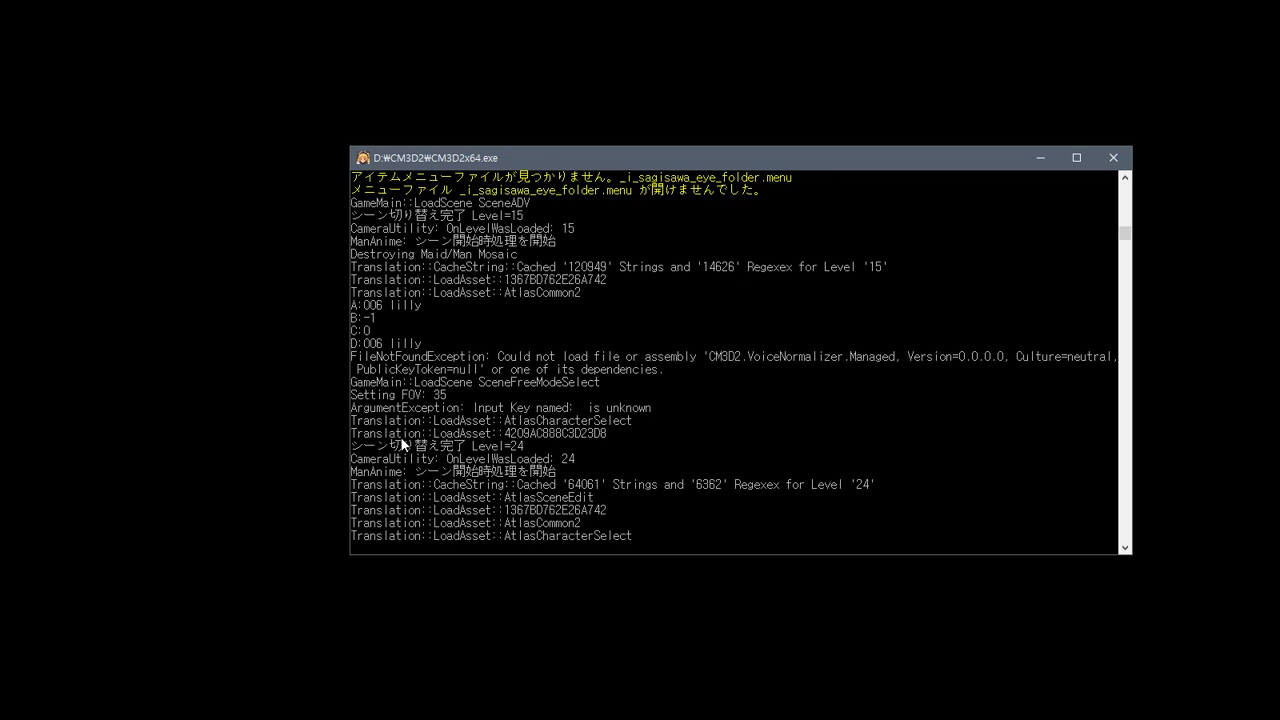 D:₩CM3D2₩CM3D2x64.exe
アイテムメニューファイルが見つかりません。_i_sagisawa_eye_folder.menu
メニューファイル _i_sagisawa_eye_folder.menu が開けませんでした。
GameMain::LoadScene SceneADV
シーン切り替え完了 Level=15
CameraUtility: OnLevelWasLoaded: 15
ManAnime: シーン開始時処理を開始
Destroying Maid/Man Mosaic
Translation::CacheString::Cached '120949' Strings and '14626' Regexex for Level '15'
Translation::LoadAsset::1367BD762E26A742
Translation::LoadAsset::AtlasCommon2
A:006 lilly
B:-1
C:0
D:006 lilly
FileNotFoundException: Could not load file or assembly 'CM3D2.VoiceNormalizer.Managed, Version=0.0.0.0, Culture=neutral,
PublicKeyToken=null' or one of its dependencies.
GameMain::LoadScene SceneFreeModeSelect
Setting FOV: 35
ArgumentException: Input Key named:  is unknown
Translation::LoadAsset::AtlasCharacterSelect
Translation::LoadAsset::4209AC888C3D23D8
シーン切り替え完了 Level=24
CameraUtility: OnLevelWasLoaded: 24
ManAnime: シーン開始時処理を開始
Translation::CacheString::Cached '64061' Strings and '6362' Regexex for Level '24'
Translation::LoadAsset::AtlasSceneEdit
Translation::LoadAsset::1367BD762E26A742
Translation::LoadAsset::AtlasCommon2
Translation::LoadAsset::AtlasCharacterSelect